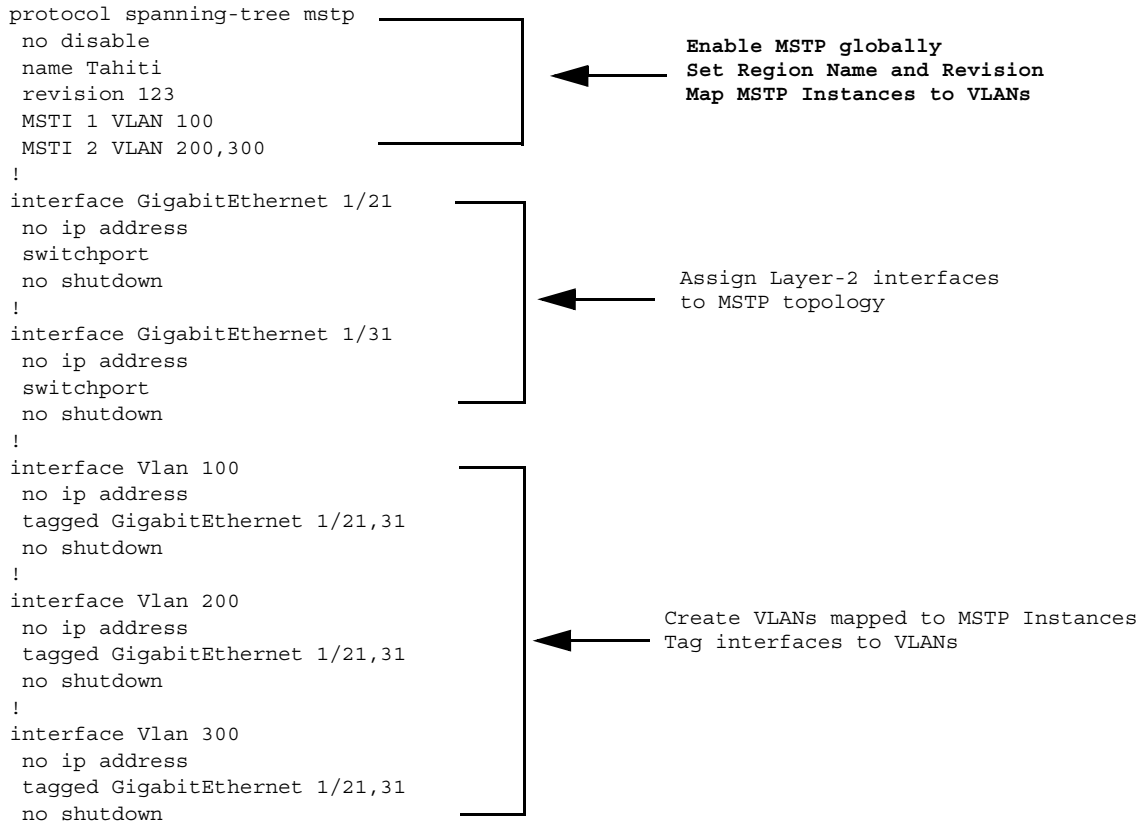 protocol spanning-tree mstp
no disable
name Tahiti
revision 123
MSTI 1 VLAN 100
MSTI 2 VLAN 200,300
!
Enable MSTP globally
Set Region Name and Revision
Map MSTP Instances to VLANs
interface GigabitEthernet 1/21
no ip address
switchport
no shutdown
!
interface GigabitEthernet 1/31
no ip address
switchport
no shutdown
!
Assign Layer-2 interfaces
to MSTP topology
interface Vlan 100
no ip address
tagged GigabitEthernet 1/21,31
no shutdown
!
interface Vlan 200
no ip address
tagged GigabitEthernet 1/21,31
no shutdown
!
interface Vlan 300
no ip address
tagged GigabitEthernet 1/21,31
no shutdown
Create VLANs mapped to MSTP Instances
Tag interfaces to VLANs